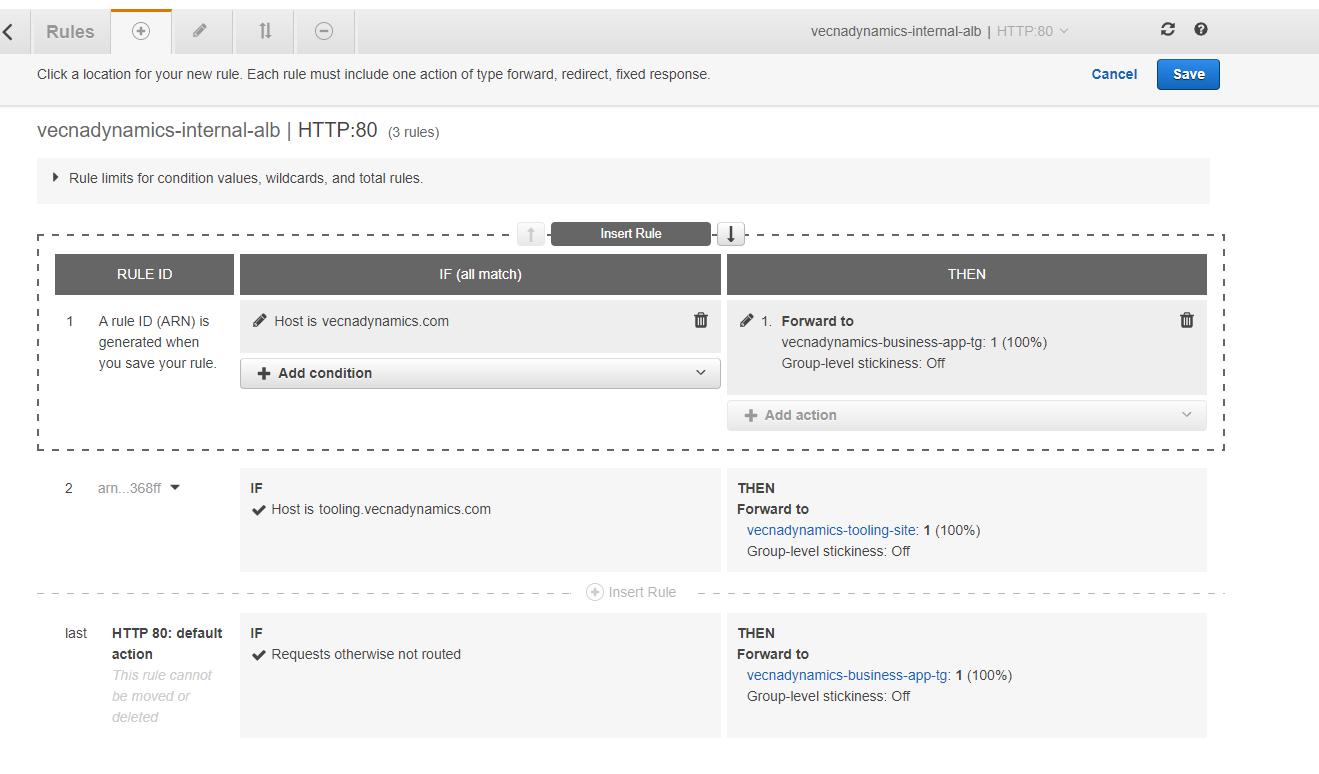 Rules
vecnadynamics-internal-alb | HTTP:80
Click a location for your new rule. Each rule must include one action of type forward, redirect, fixed response.
Cancel
Save
vecnadynamics-internal-alb | HTTP:80 (3 rules)
Rule limits for condition values, wildcards, and total rules.
Insert Rule
RULE ID
IF (all match)
THEN
1
A rule ID (ARN) is
generated when
you save your rule.
Host is vecnadynamics.com
Add condition
1. Forward to
vecnadynamics-business-app-tg: 1 (100%)
Group-level stickiness: Off
Add action
2
arn...368ff
IF
Host is tooling.vecnadynamics.com
THEN
Forward to
vecnadynamics-tooling-site: 1 (100%)
Group-level stickiness: Off
Insert Rule
last
HTTP 80: default
action
This rule cannot
be moved or
deleted
IF
Requests otherwise not routed
THEN
Forward to
vecnadynamics-business-app-tg: 1 (100%)
Group-level stickiness: Off